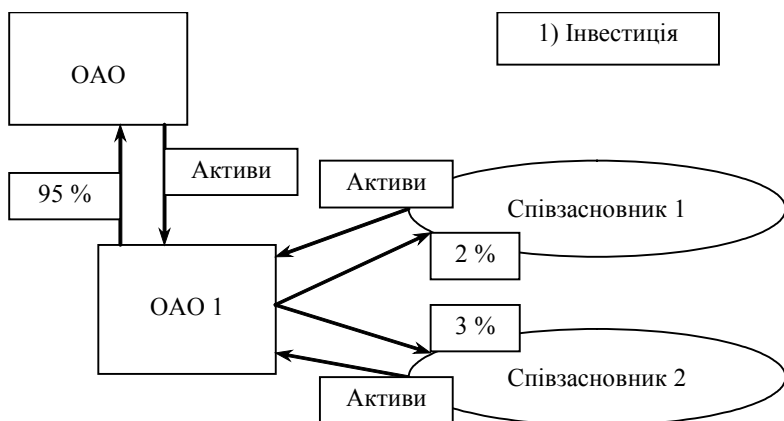 1) Інвестиція
ОАО
Активи
95 %
Активи
Співзасновник 1
2 %
ОАО 1
3 %
Співзасновник 2
Активи